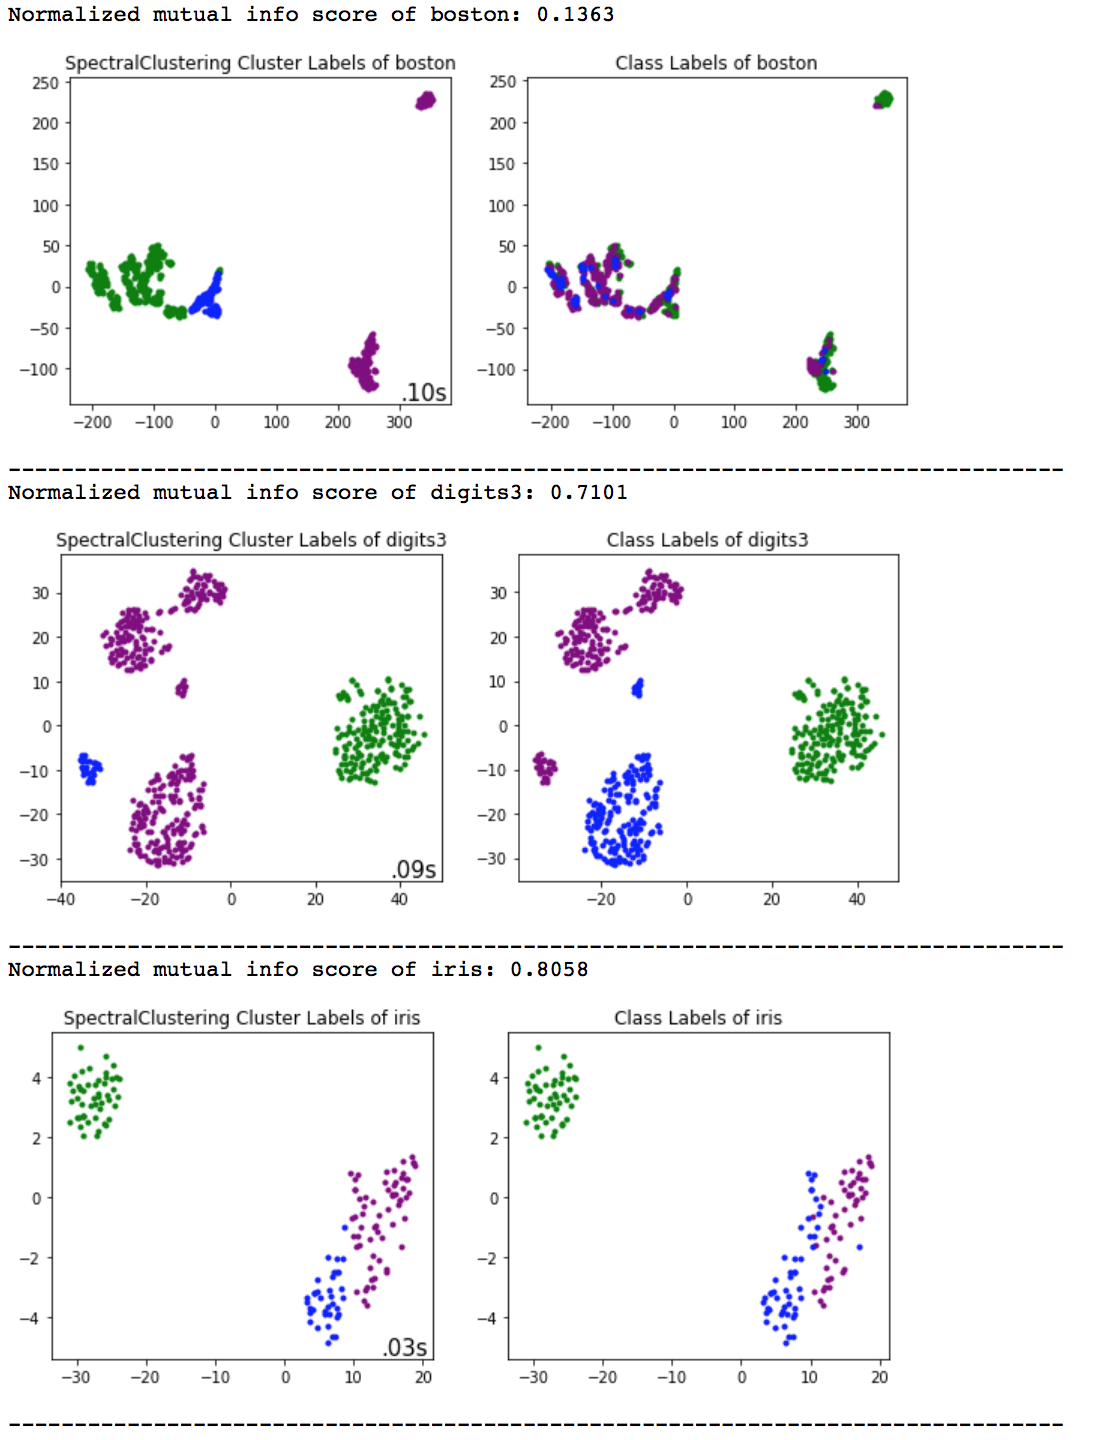 Normalized mutual info score of boston: 0.1363
SpectralClustering Cluster Labels of boston
Class Labels of boston
250
200
150
100
50
0
−50
−100
−200 −100 0 100 200 300
.10s
250
200
150
100
50
0
−50
−100
−200 −100 0 100 200 300
--------------------------------------------------------------------------------
Normalized mutual info score of digits3: 0.7101
SpectralClustering Cluster Labels of digits3
Class Labels of digits3
30
20
10
0
−10
−20
−30
−40 −20 0 20 40
.09s
30
20
10
0
−10
−20
−30
−20 0 20 40
--------------------------------------------------------------------------------
Normalized mutual info score of iris: 0.8058
SpectralClustering Cluster Labels of iris
Class Labels of iris
4
2
0
−2
−4
−30 −20 −10 0 10 20
.03s
4
2
0
−2
−4
−30 −20 −10 0 10 20
--------------------------------------------------------------------------------